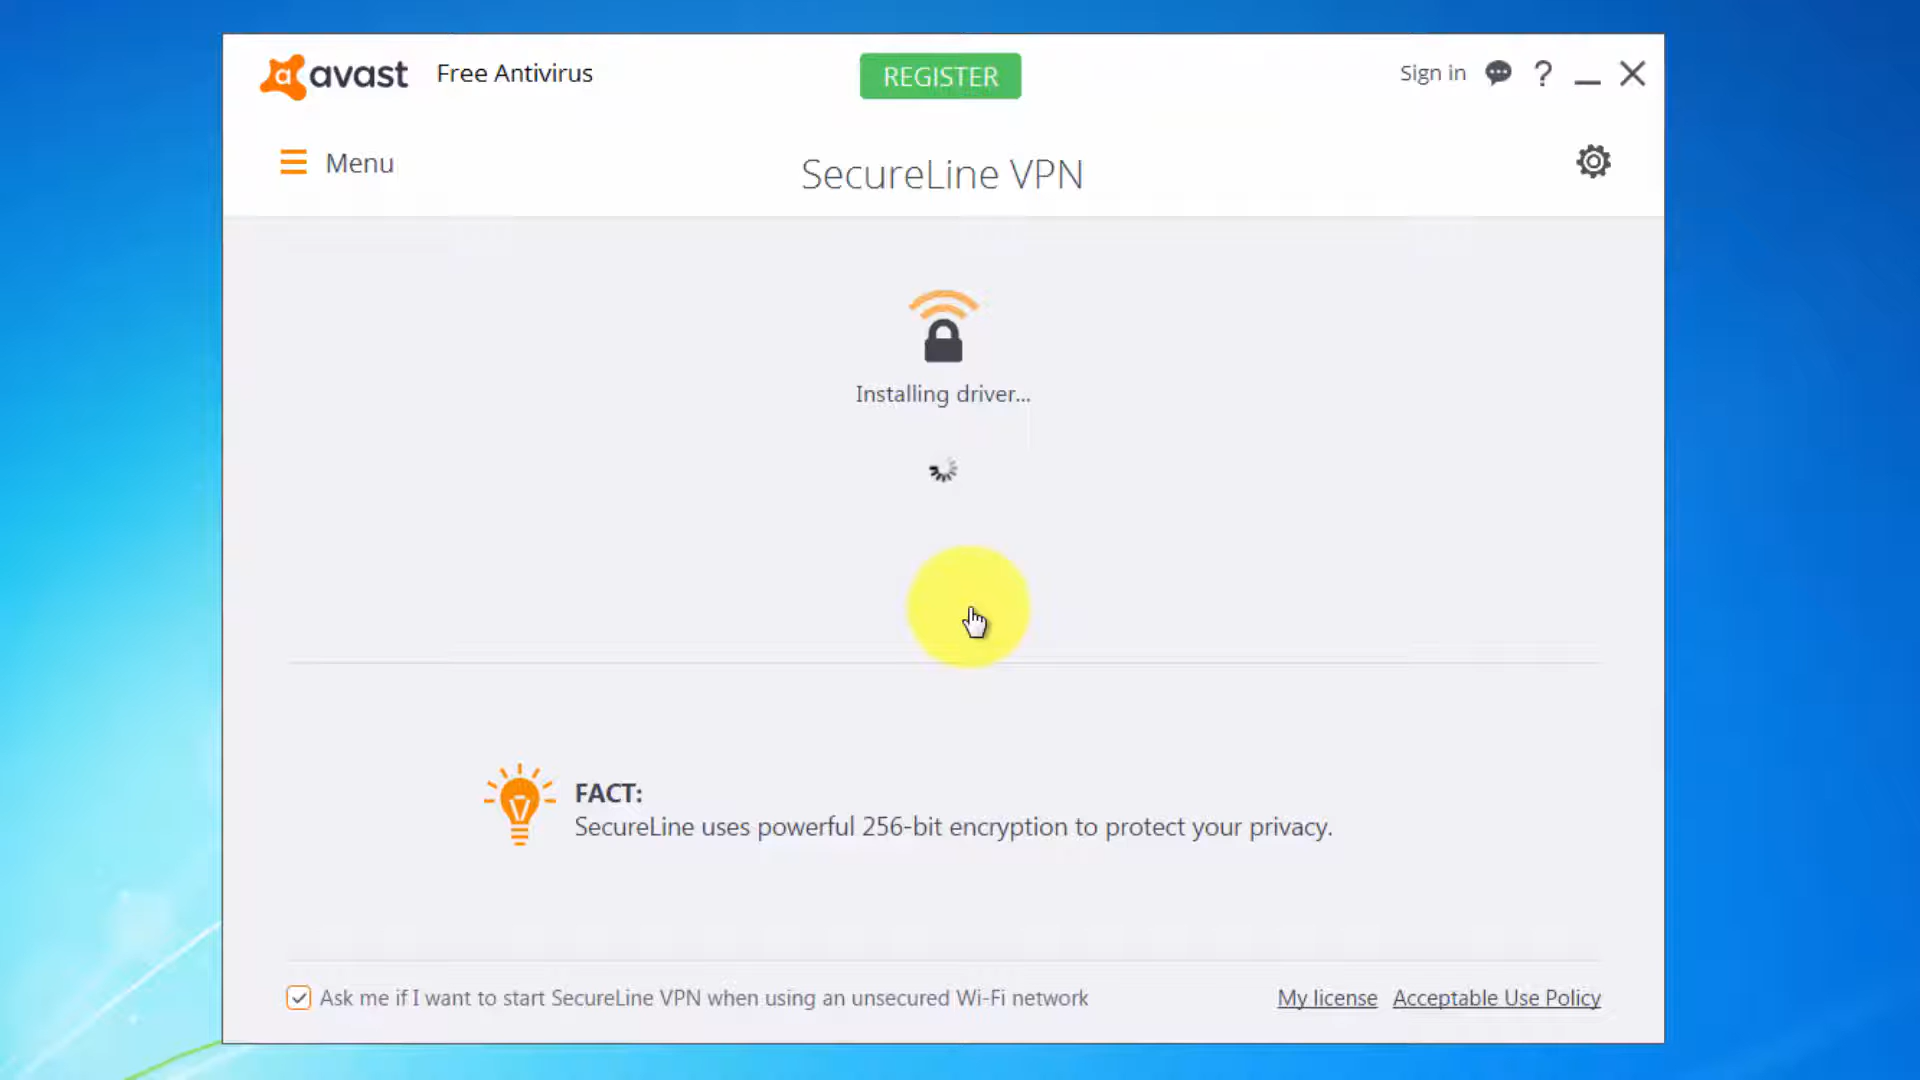 avast Free Antivirus REGISTER Sign in ?
Menu SecureLine VPN
Installing driver...
FACT:
SecureLine uses powerful 256-bit encryption to protect your privacy.
Ask me if I want to start SecureLine VPN when using an unsecured Wi-Fi network My license Acceptable Use Policy